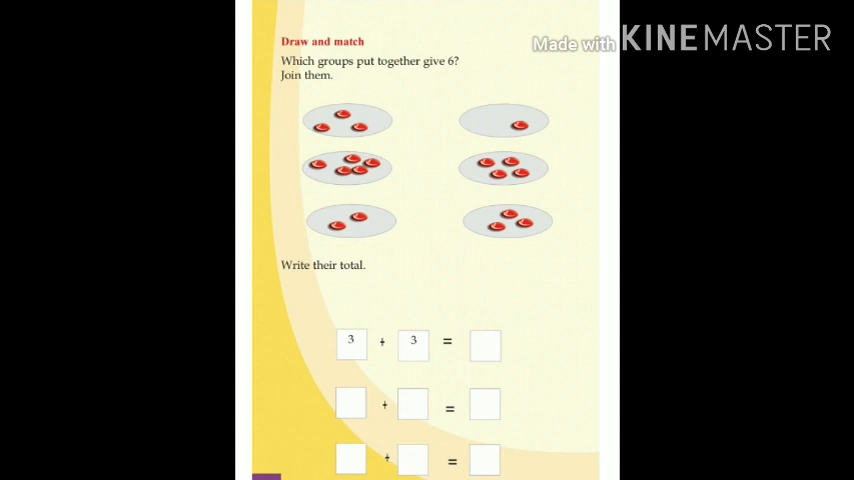 Made with KINEMASTER
Draw and match
Which groups put together give 6?
Join them.
Write their total.
3 + 3 =
+ =
+ =